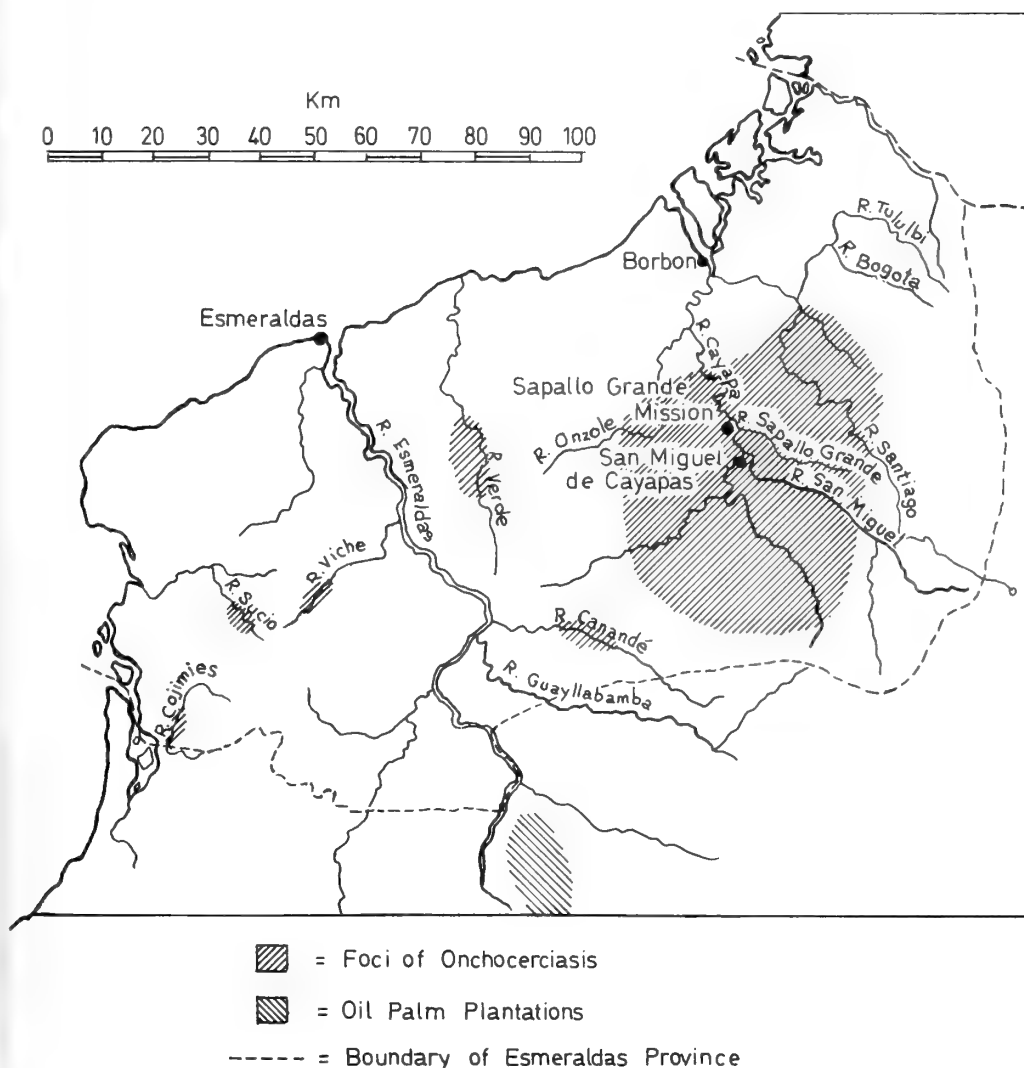 Km
0 10 20 30 40 50 60 70 80 90 100
R. Tululbi
R. Bogota
Borbon
Esmeraldas
R. Cayapa
Sapallo Grande
Mission
R. Sapallo Grande
R. Onzole
San Miguel
de Cayapas
R. Santiago
R. San Miguel
R. Esmeraldas
R. Verde
R. Viche
R. Sucio
R. Canandé
R. Guayllabamba
R. Cojimies
= Foci of Onchocerciasis
= Oil Palm Plantations
= Boundary of Esmeraldas Province